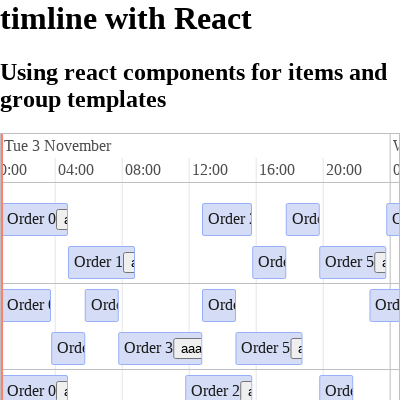 timline with React
Using react components for items and
group templates
Tue 3 November
04:00 08:00 12:00 16:00 20:00
Order 0 Order
Order 1 Order 5
Order
Order 3 aaa Order 5
Order 0 Order 2